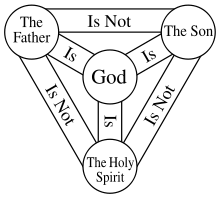 The
Father
Is Not
The Son
Is
Is
God
Is Not
Is
Is Not
The Holy
Spirit